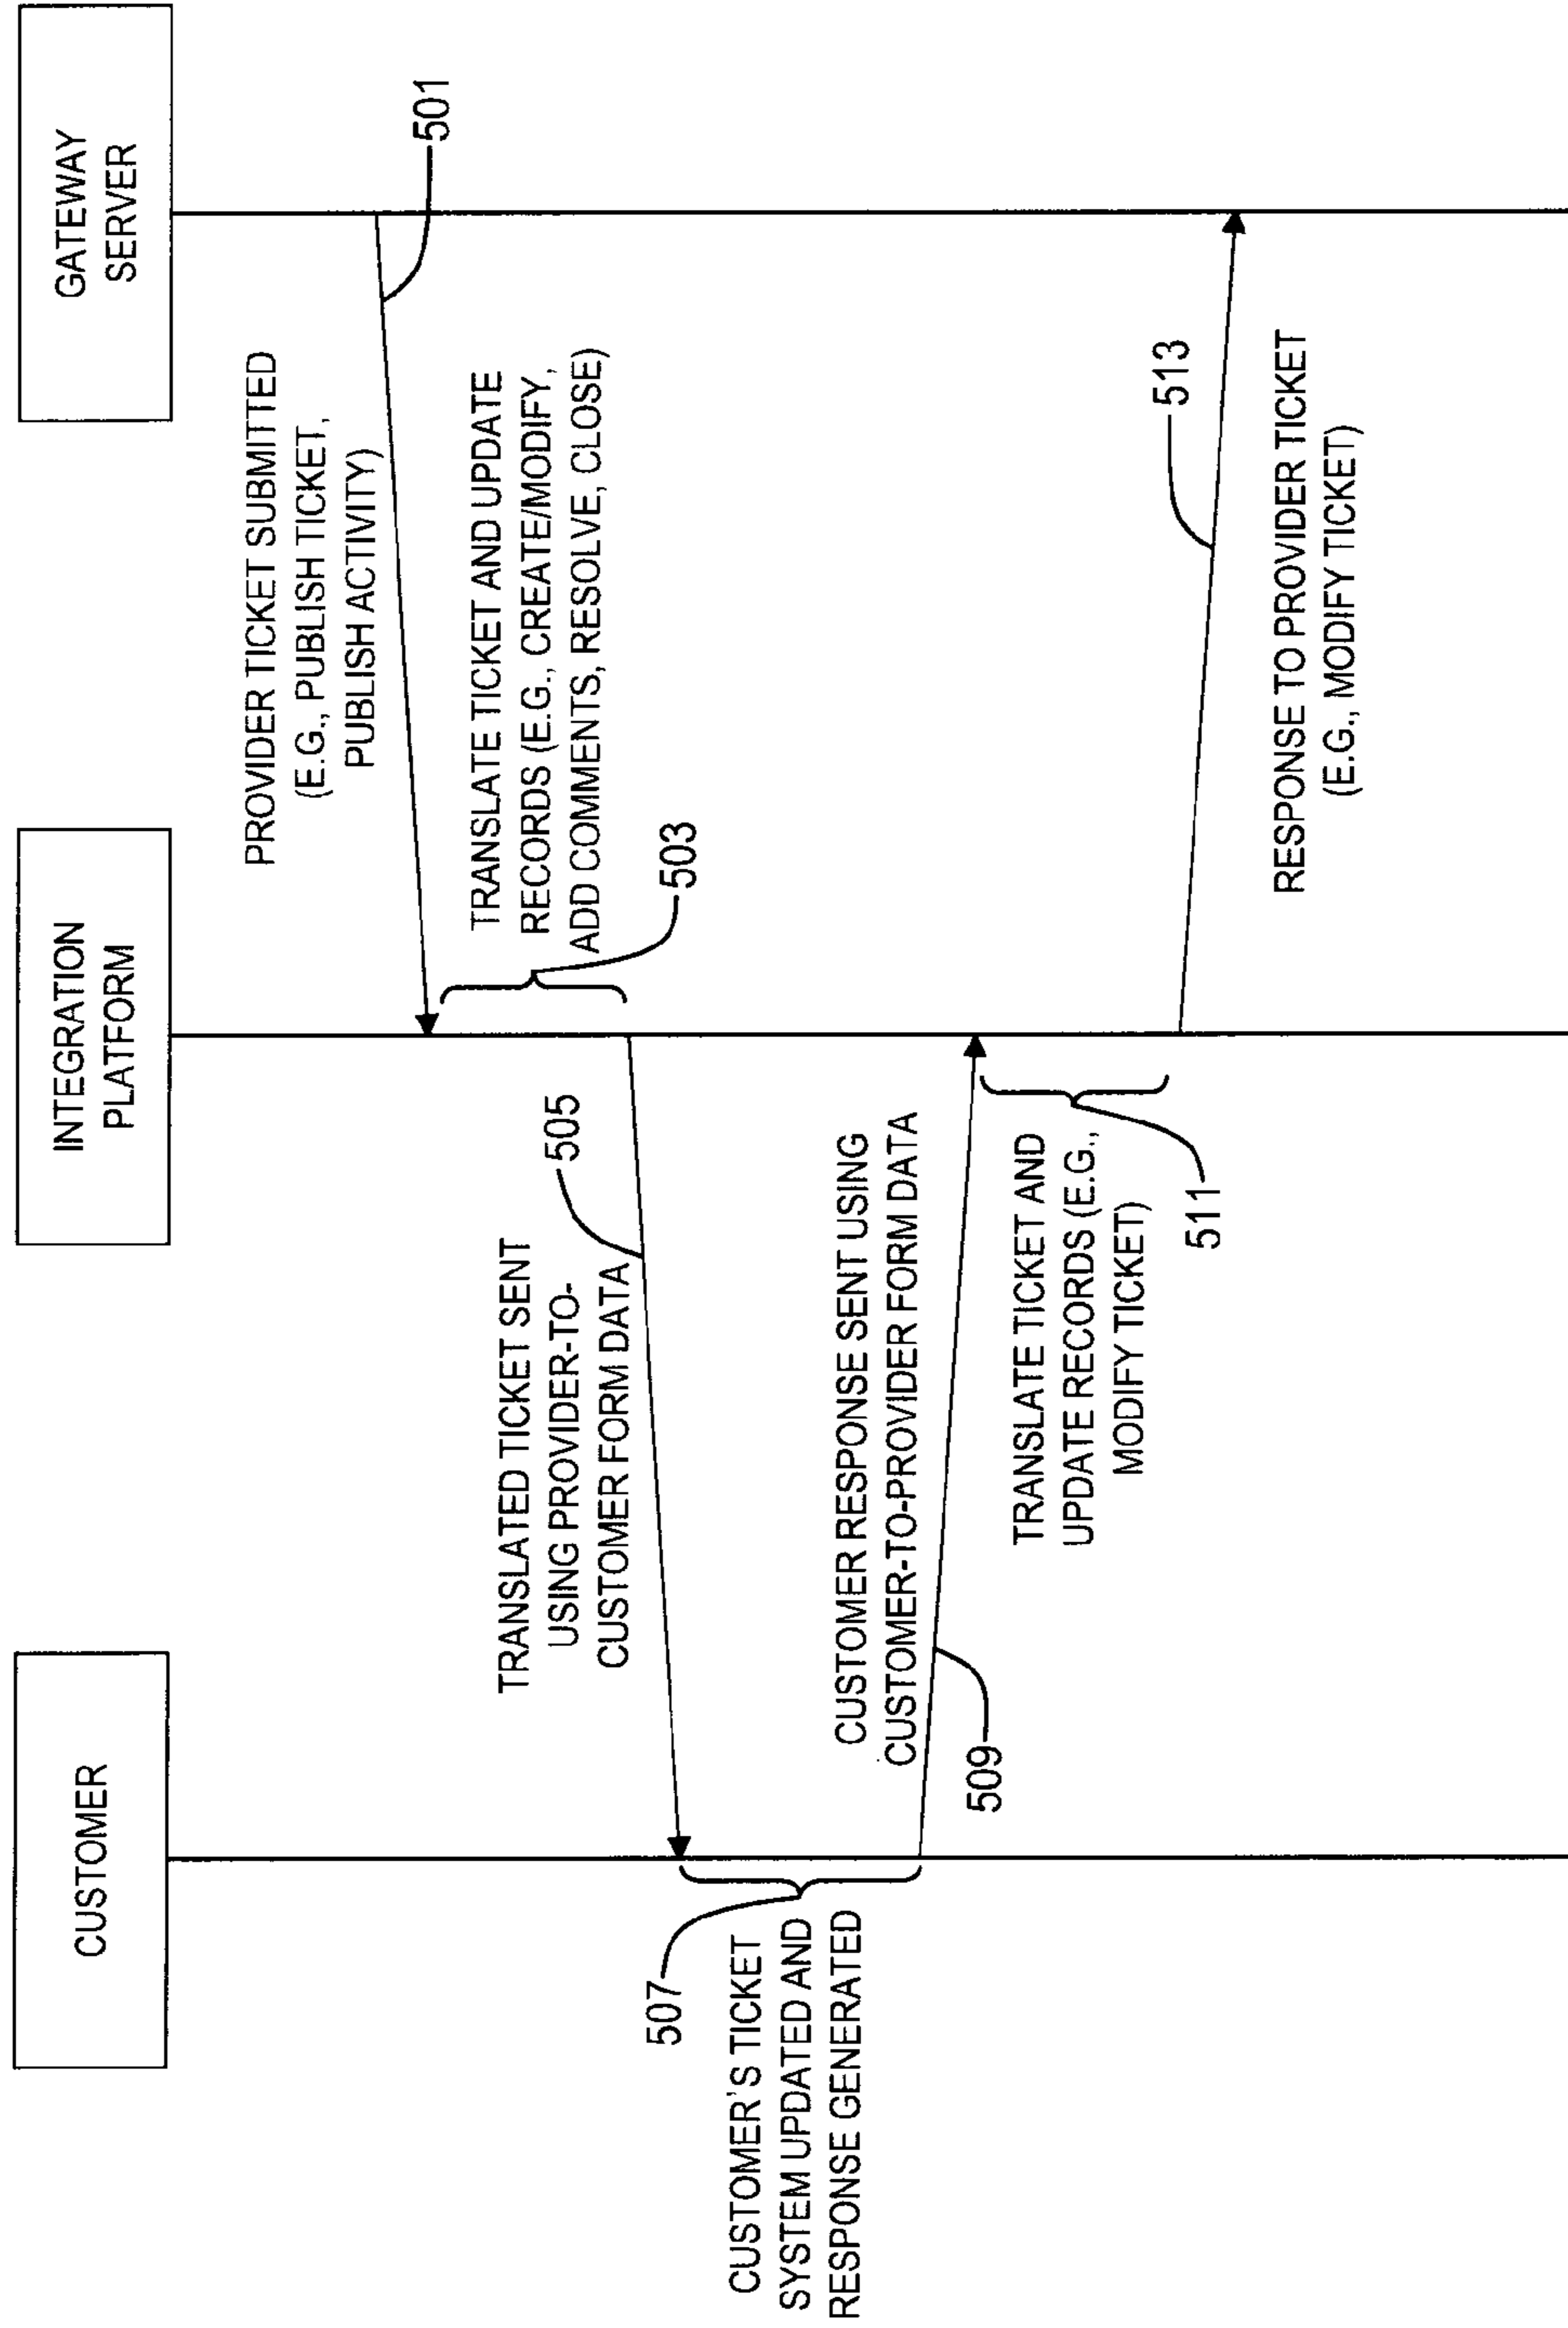 CUSTOMER
INTEGRATION
PLATFORM
GATEWAY
SERVER
PROVIDER TICKET SUBMITTED
(E.G., PUBLISH TICKET,
PUBLISH ACTIVITY)
501
TRANSLATE TICKET AND UPDATE
RECORDS (E.G., CREATE/MODIFY,
ADD COMMENTS, RESOLVE, CLOSE)
503
TRANSLATED TICKET SENT
USING PROVIDER-TO-
CUSTOMER FORM DATA
505
507
CUSTOMER'S TICKET
SYSTEM UPDATED AND
RESPONSE GENERATED
CUSTOMER RESPONSE SENT USING
CUSTOMER-TO-PROVIDER FORM DATA
509
TRANSLATE TICKET AND
UPDATE RECORDS (E.G.,
MODIFY TICKET)
511
513
RESPONSE TO PROVIDER TICKET
(E.G., MODIFY TICKET)